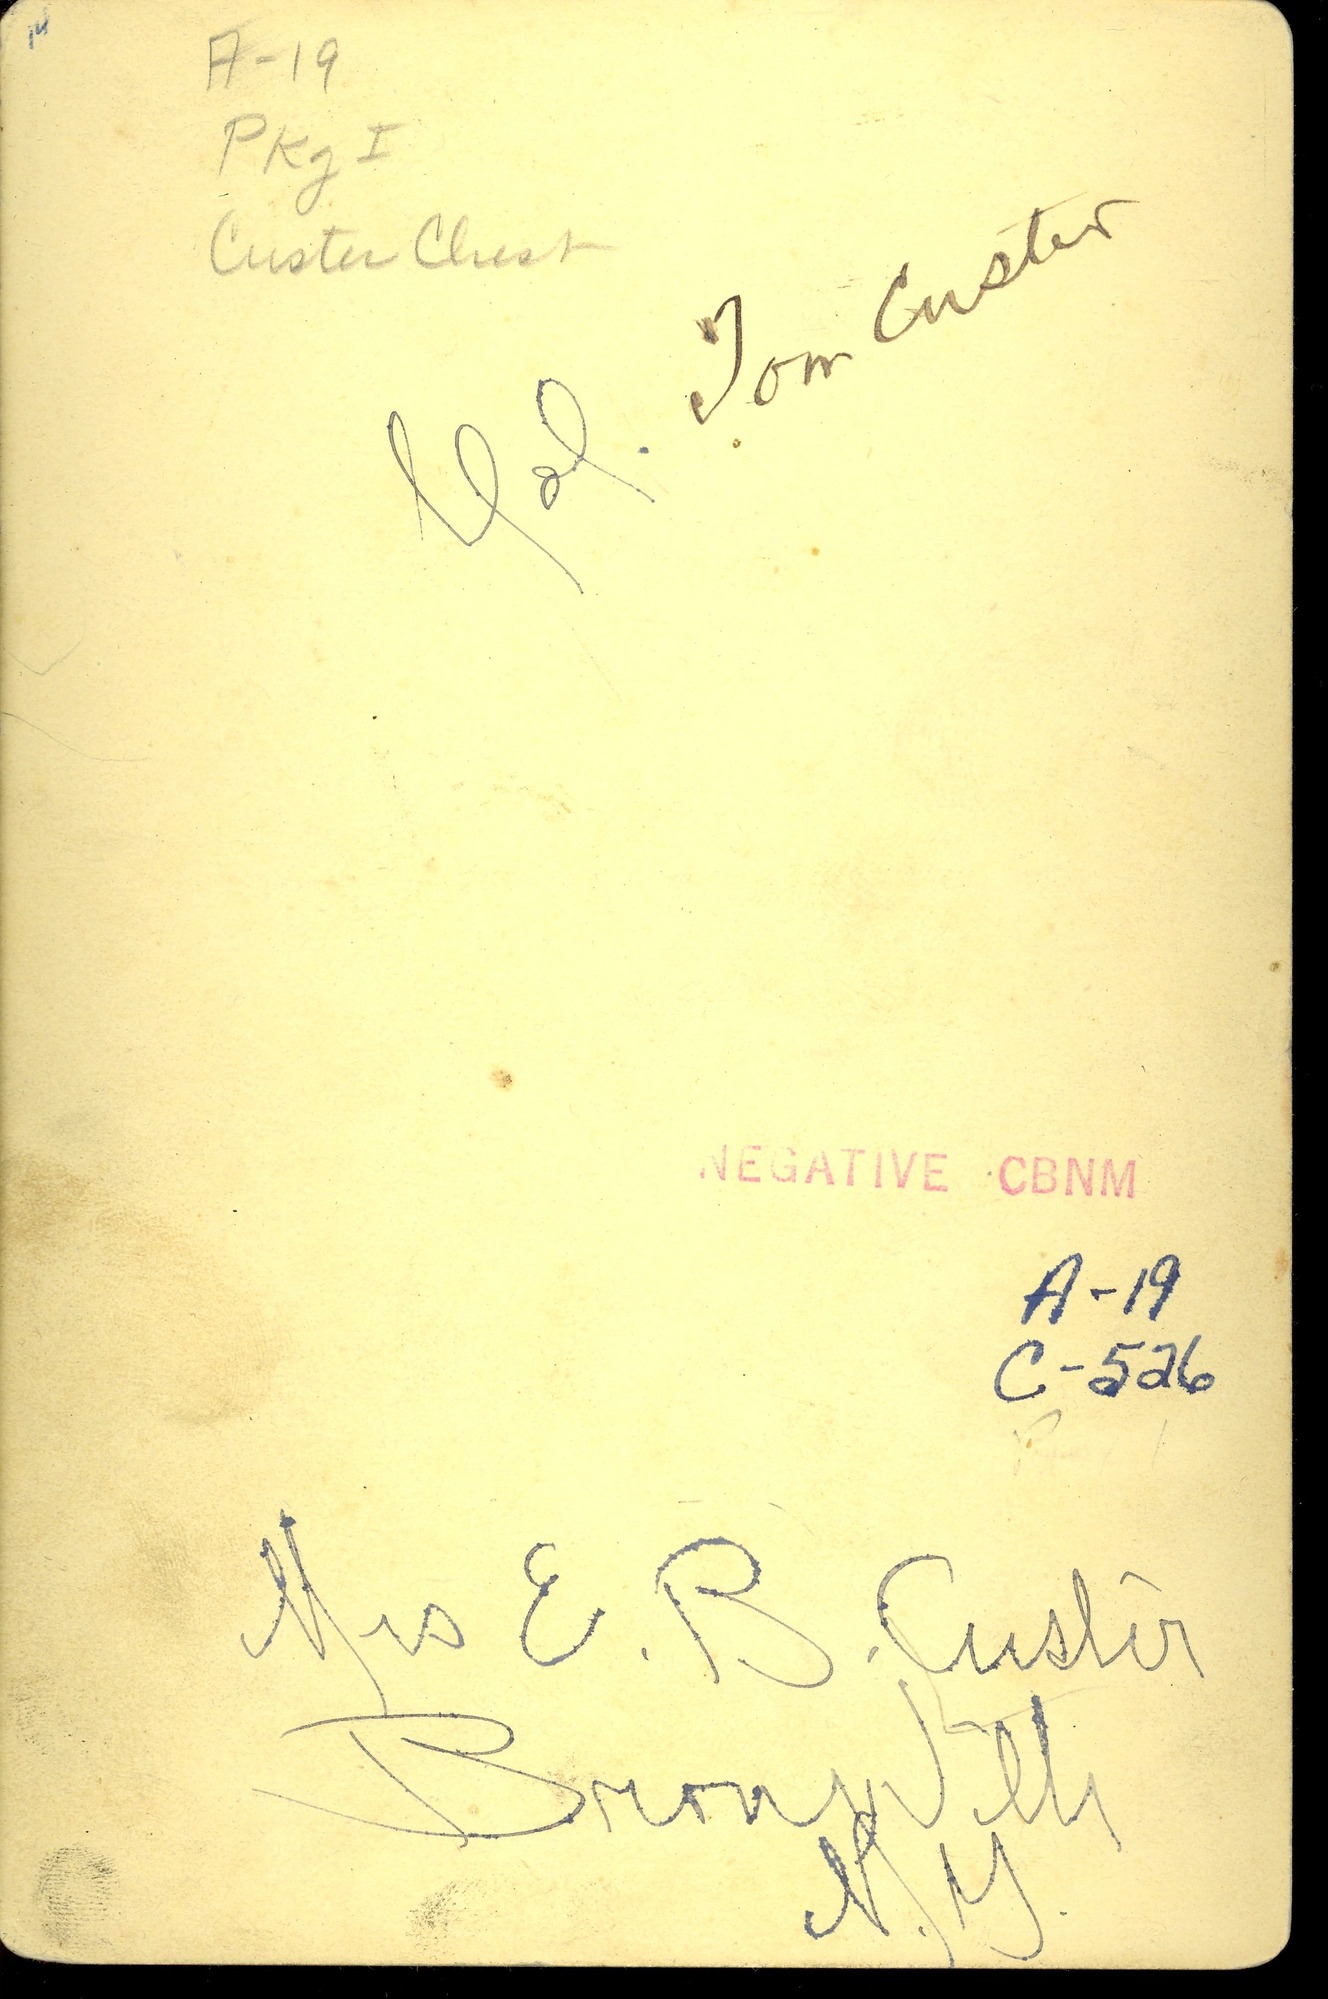 A-19
Pkg I
Custer Chest
Col. Tom Custer
NEGATIVE CBNM
A-19
C-526
Mrs E. B. Custer
Bronxville
N.Y.